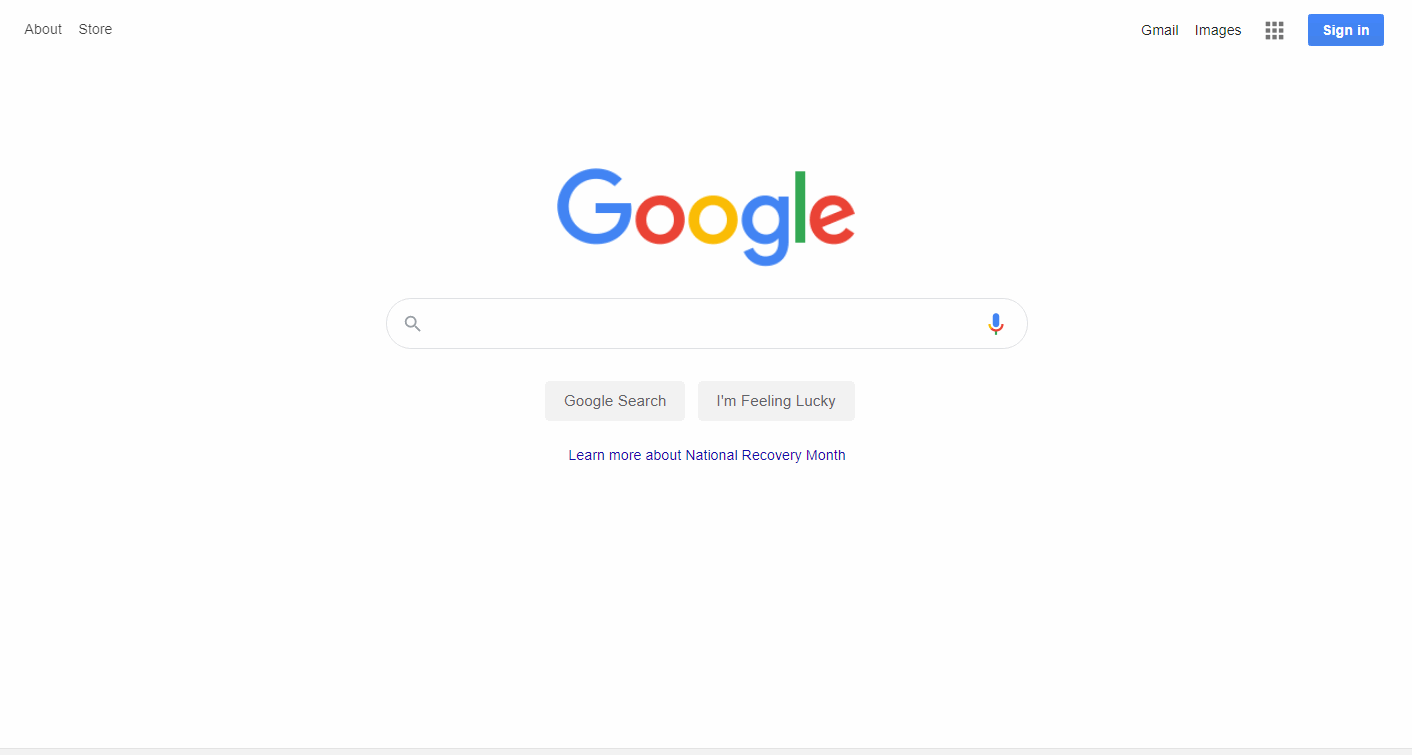 About Store
Gmail Images Sign in
Google
Google Search I'm Feeling Lucky
Learn more about National Recovery Month